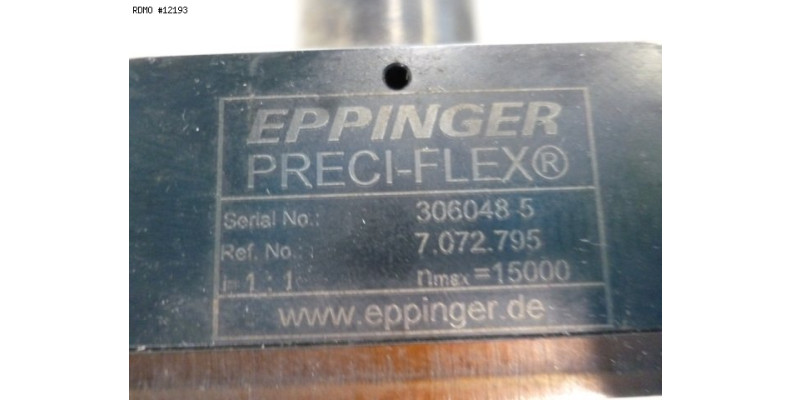 RDMO #12193
EPPINGER
PRECI-FLEX®
Serial No.: 306048 5
Ref. No.: 7.072.795
i= 1 : 1 nmax =15000
www.eppinger.de